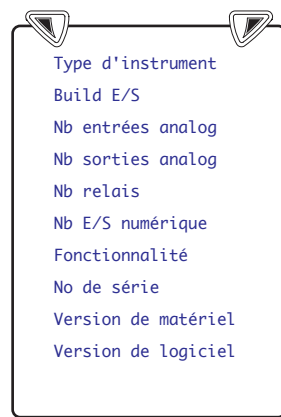 Type d'instrument
Build E/S
Nb entrées analog
Nb sorties analog
Nb relais
Nb E/S numérique
Fonctionnalité
No de série
Version de matériel
Version de logiciel